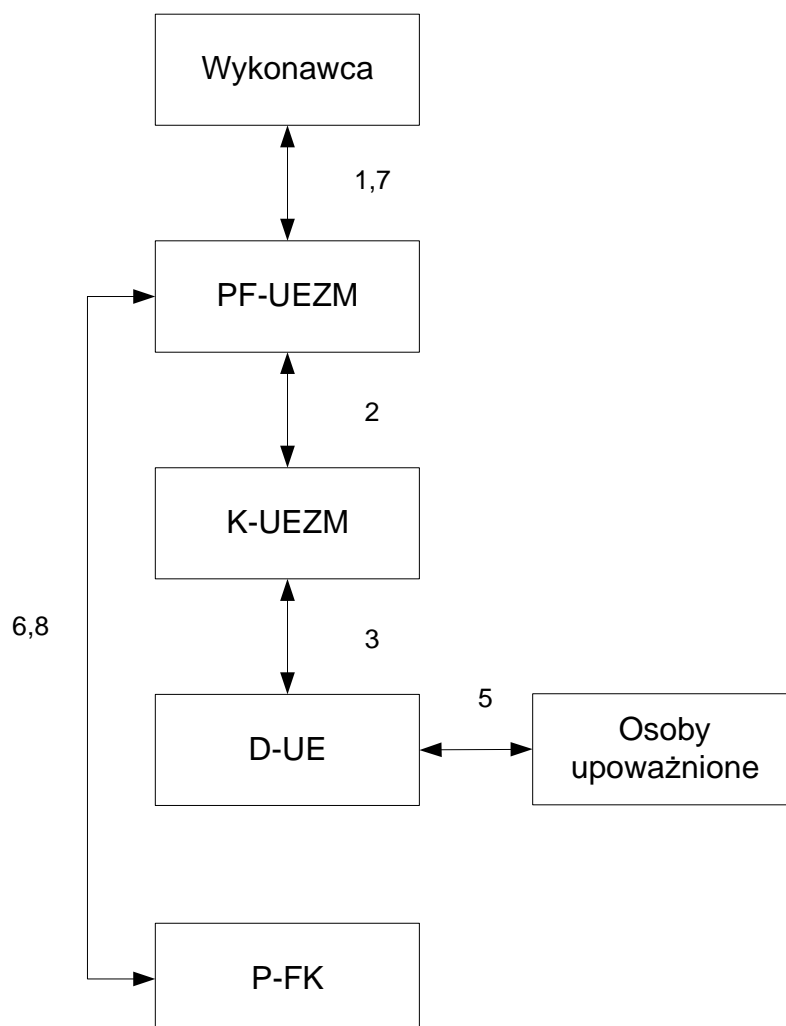 Wykonawca
1,7
PF-UEZM
2
K-UEZM
6,8
3
5
D-UE
Osoby
upoważnione
P-FK